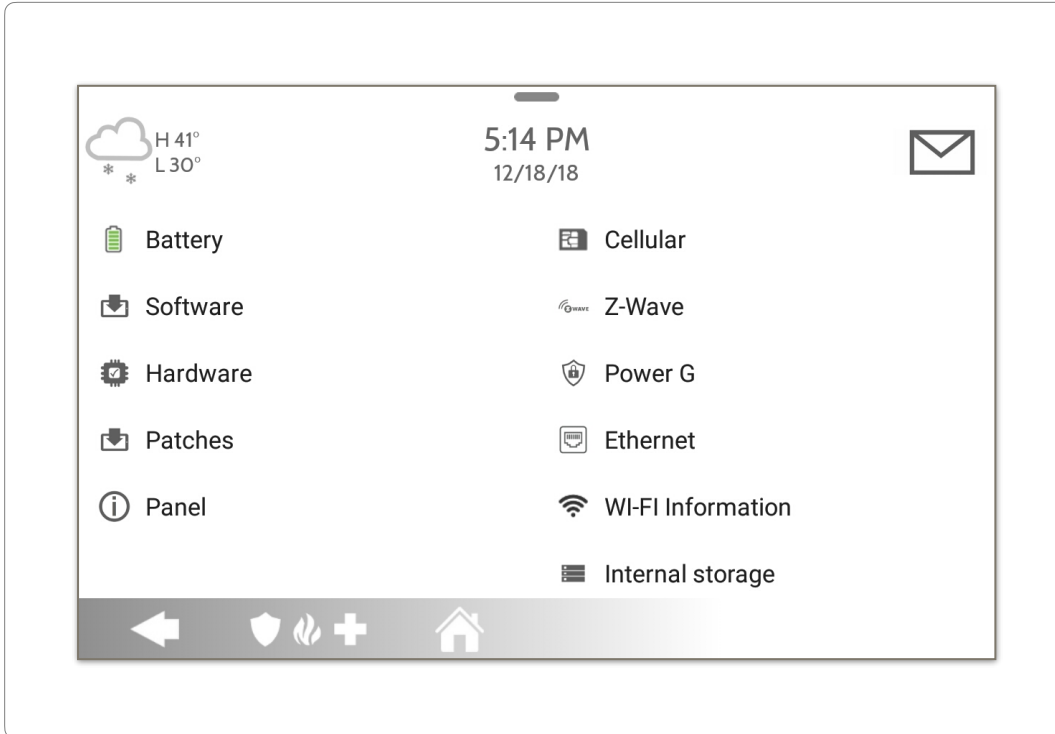 H 41°
L 30°
5:14 PM
12/18/18
Battery
Software
Hardware
Patches
Panel
Cellular
Z WAVE
Z-Wave
Power G
Ethernet
WI-FI Information
Internal storage